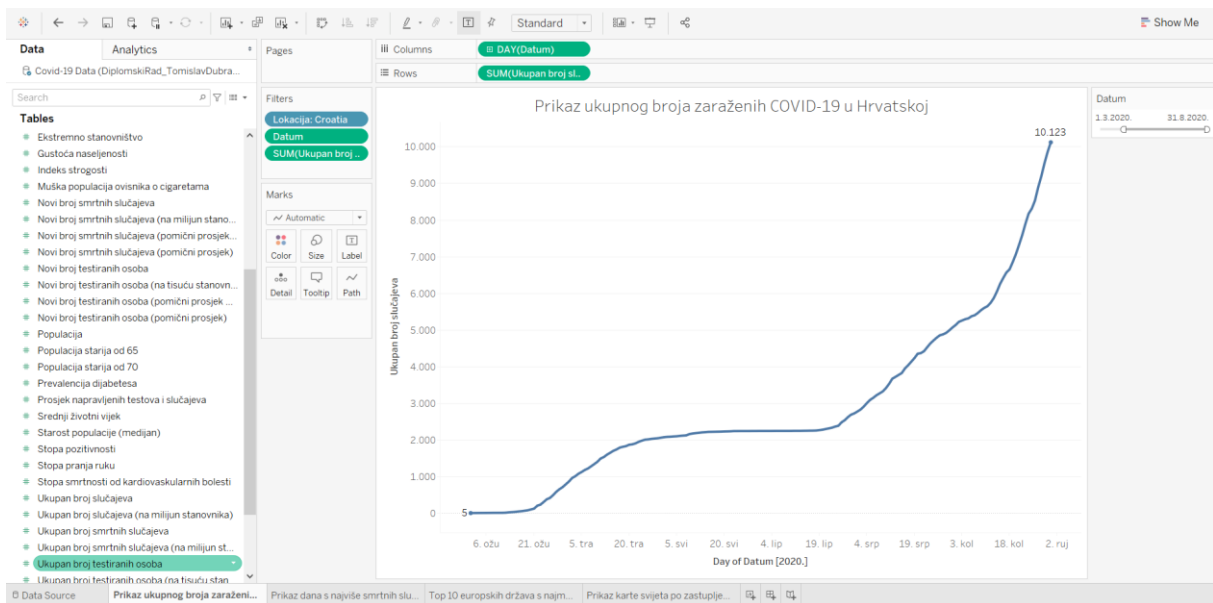 Standard
Show Me
Data
Analytics
Covid-19 Data (DiplomskiRad_TomislavDubra...
Search
Tables
Ekstremno stanovništvo
Gustoća naseljenosti
Indeks strogosti
Muška populacija ovisnika o cigaretama
Novi broj smrtnih slučajeva
Novi broj smrtnih slučajeva (na milijun stano...
Novi broj smrtnih slučajeva (pomični prosjek...
Novi broj smrtnih slučajeva (pomični prosjek)
Novi broj testiranih osoba
Novi broj testiranih osoba (na tisuću stanovn...
Novi broj testiranih osoba (pomični prosjek ...
Novi broj testiranih osoba (pomični prosjek)
Populacija
Populacija starija od 65
Populacija starija od 70
Prevalencija dijabetesa
Prosjek napravljenih testova i slučajeva
Srednji životni vijek
Starost populacije (medijan)
Stopa pozitivnosti
Stopa pranja ruku
Stopa smrtnosti od kardiovaskularnih bolesti
Ukupan broj slučajeva
Ukupan broj slučajeva (na milijun stanovnika)
Ukupan broj smrtnih slučajeva
Ukupan broj smrtnih slučajeva (na milijun st...
Ukupan broj testiranih osoba
Ukupan broj testiranih osoba (na tisuću stan
Pages
Filters
Lokacija: Croatia
Datum
SUM(Ukupan broj ..
Marks
Automatic
Color Size Label
Detail Tooltip Path
Columns
DAY(Datum)
Rows
SUM(Ukupan broj sl..
Prikaz ukupnog broja zaraženih COVID-19 u Hrvatskoj
10.123
10.000
9.000
8.000
7.000
6.000
5.000
4.000
3.000
2.000
1.000
0
5
Ukupan broj slučajeva
6. ožu 21. ožu 5. tra 20. tra 5. svi 20. svi 4. lip 19. lip 4. srp 19. srp 3. kol 18. kol 2. ruj
Day of Datum [2020.]
Datum
1.3.2020. 31.8.2020.
Data Source
Prikaz ukupnog broja zaraženi...
Prikaz dana s najviše smrtnih slu...
Top 10 europskih država s najm...
Prikaz karte svijeta po zastuplje...